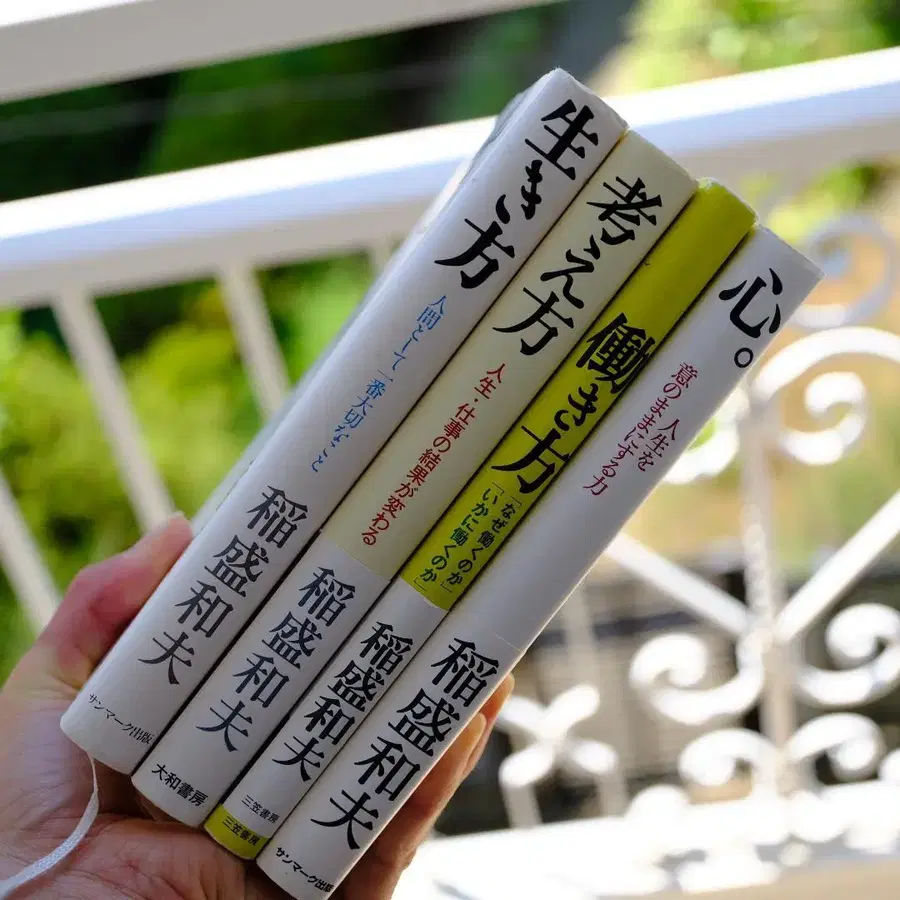 生き方
人間として一番大切なこと
稲盛和夫
サンマーク出版
考え方
人生・仕事の結果が変わる
稲盛和夫
大和書房
働き方
「なぜ働くのか」
「いかに働くのか」
稲盛和夫
三笠書房
三笠書房
心。
人生を
意のままにする力
稲盛和夫
サンマーク出版